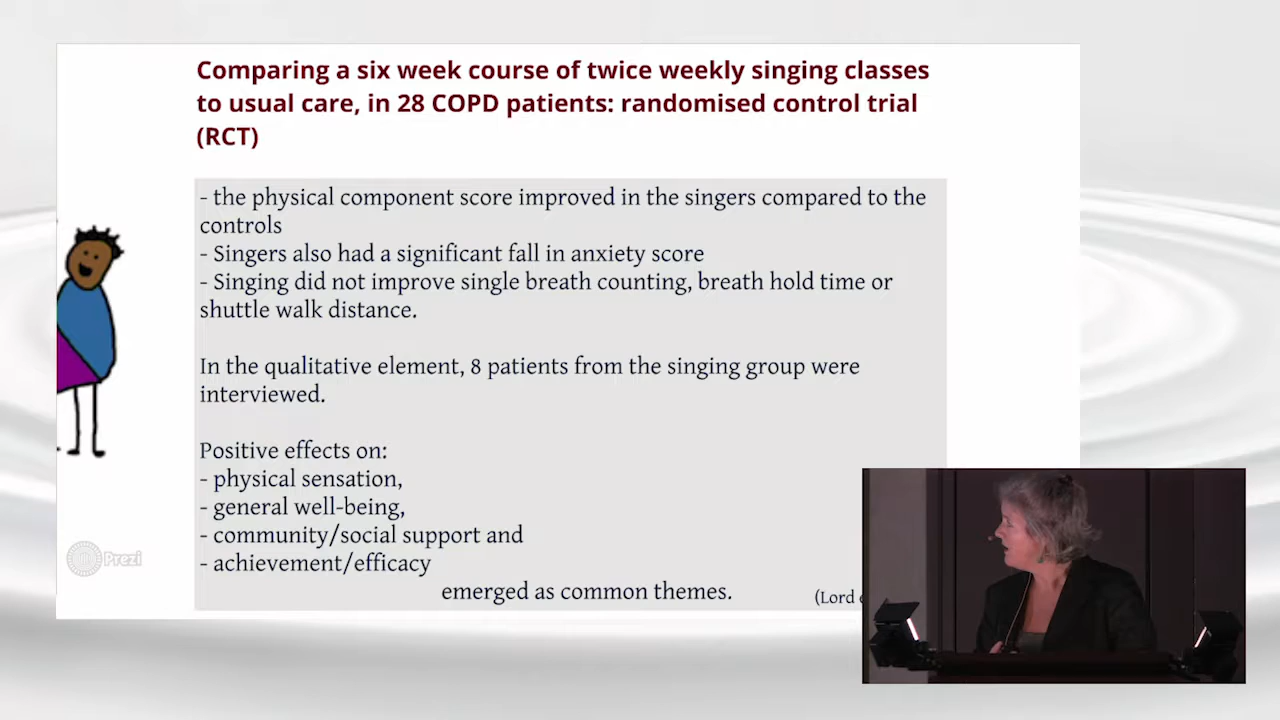 Comparing a six week course of twice weekly singing classes
to usual care, in 28 COPD patients: randomised control trial
(RCT)
- the physical component score improved in the singers compared to the
controls
- Singers also had a significant fall in anxiety score
- Singing did not improve single breath counting, breath hold time or
shuttle walk distance.
In the qualitative element, 8 patients from the singing group were
interviewed.
Positive effects on:
- physical sensation,
- general well-being,
- community/social support and
- achievement/efficacy
emerged as common themes.
(Lord
Prezi